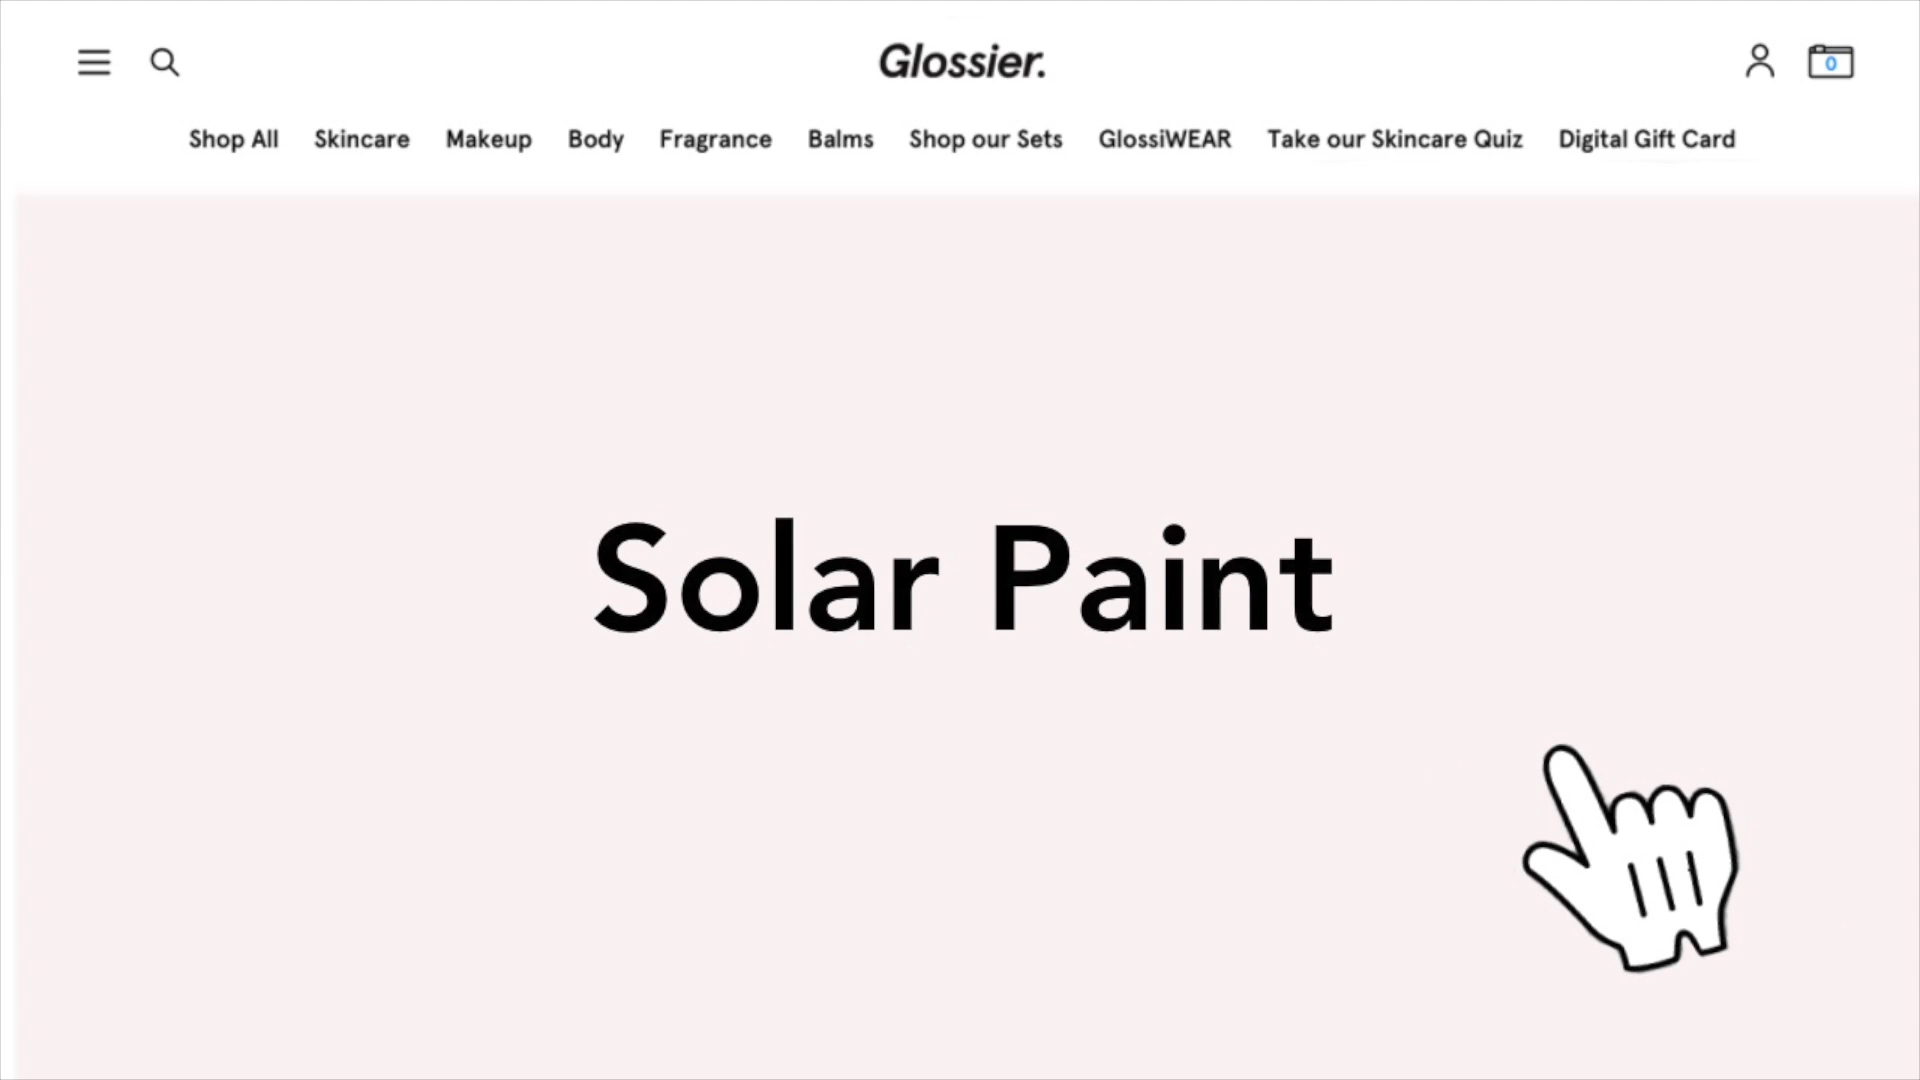 Glossier.
0
Shop All Skincare Makeup Body Fragrance Balms Shop our Sets GlossiWEAR Take our Skincare Quiz Digital Gift Card
Solar Paint